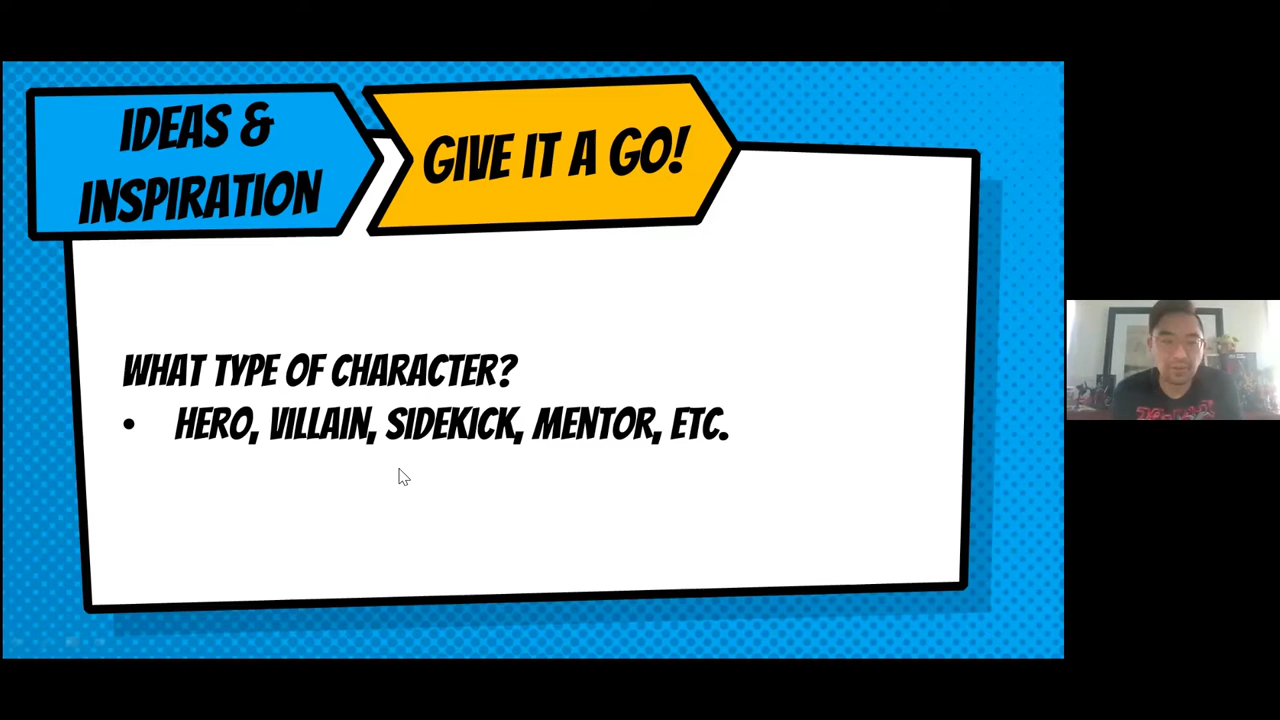 IDEAS &
INSPIRATION
GIVE IT A GO!
WHAT TYPE OF CHARACTER?
• HERO, VILLAIN, SIDEKICK, MENTOR, ETC.